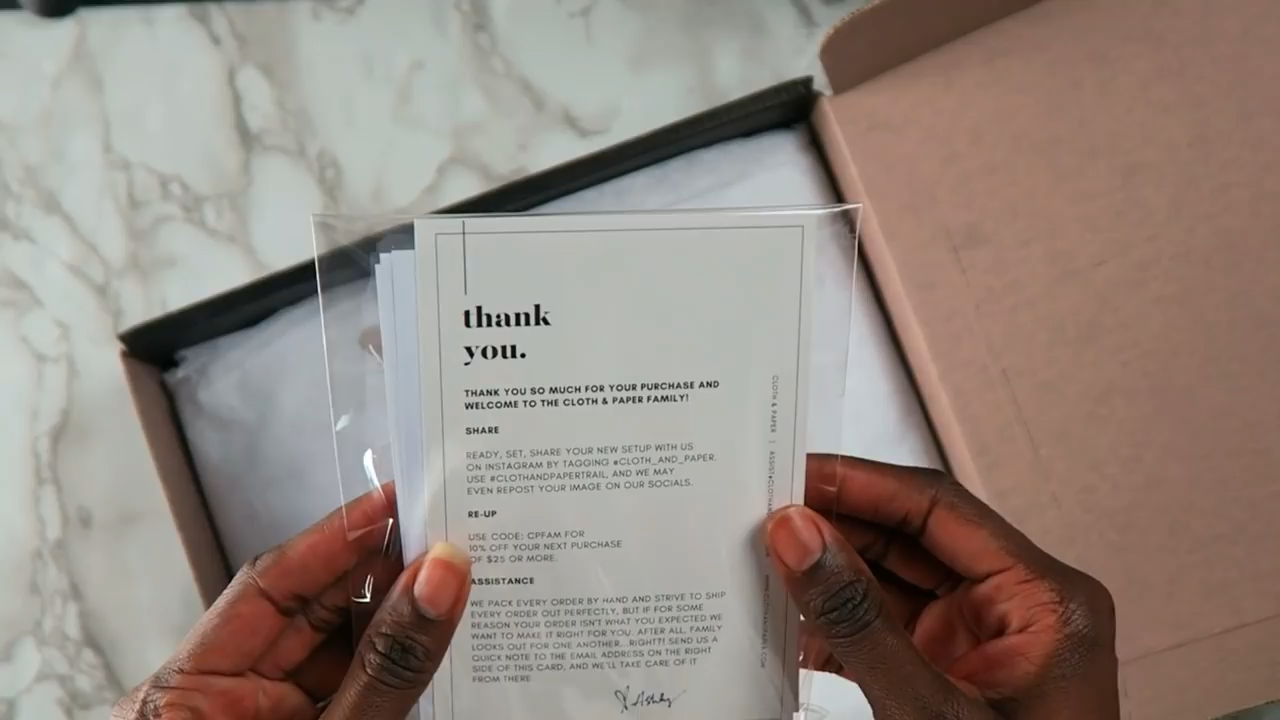 thank
you.
THANK YOU SO MUCH FOR YOUR PURCHASE AND
WELCOME TO THE CLOTH & PAPER FAMILY!
SHARE
READY, SET, SHARE YOUR NEW SETUP WITH US
ON INSTAGRAM BY TAGGING #CLOTH_AND_PAPER.
USE #CLOTHANDPAPERTRAIL, AND WE MAY
EVEN REPOST YOUR IMAGE ON OUR SOCIALS.
RE-UP
USE CODE: CPFAM FOR
10% OFF YOUR NEXT PURCHASE
OF $25 OR MORE.
ASSISTANCE
WE PACK EVERY ORDER BY HAND AND STRIVE TO SHIP
EVERY ORDER OUT PERFECTLY, BUT IF FOR SOME
REASON YOUR ORDER ISN'T WHAT YOU EXPECTED WE
WANT TO MAKE IT RIGHT FOR YOU. AFTER ALL, FAMILY
LOOKS OUT FOR ONE ANOTHER...RIGHT?! SEND US A
QUICK NOTE TO THE EMAIL ADDRESS ON THE RIGHT
SIDE OF THIS CARD, AND WE'LL TAKE CARE OF IT
FROM THERE
Ashley
CLOTH & PAPER |